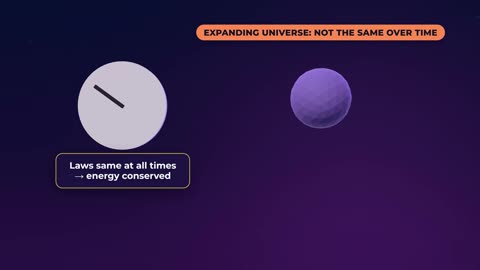 EXPANDING UNIVERSE: NOT THE SAME OVER TIME
Laws same at all times
→ energy conserved